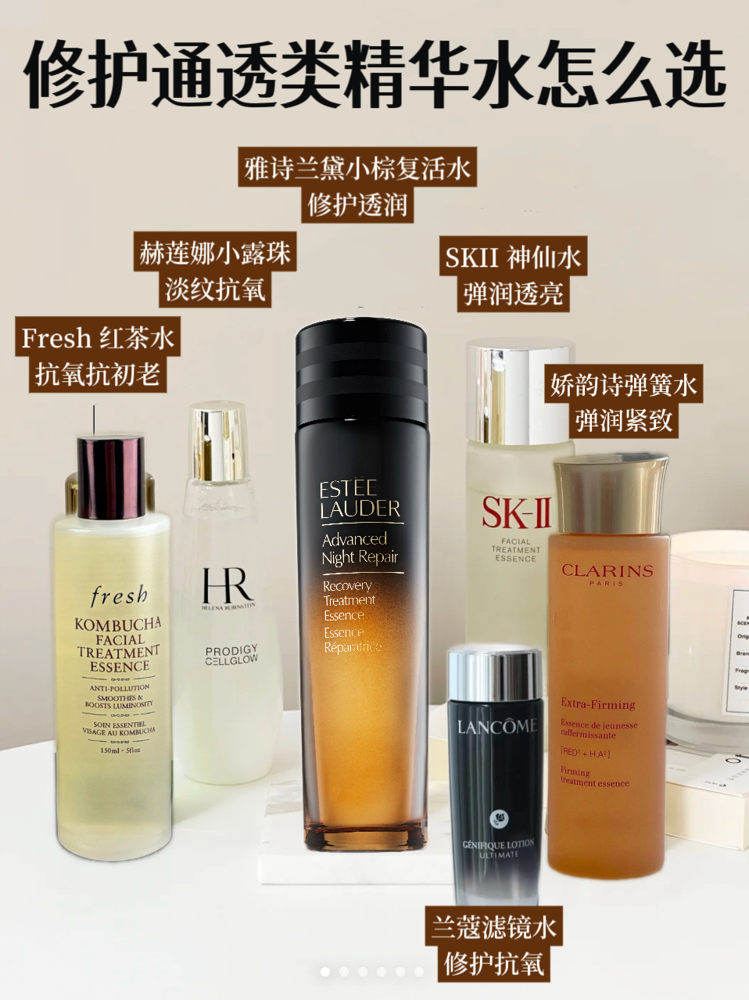 修护通透类精华水怎么选
雅诗兰黛小棕复活水
修护透润
赫莲娜小露珠
淡纹抗氧
SKII 神仙水
弹润透亮
Fresh 红茶水
抗氧抗初老
娇韵诗弹簧水
弹润紧致
fresh
KOMBUCHA
FACIAL
TREATMENT
ESSENCE
ANTI-POLLUTION
SMOOTHES &
BOOSTS LUMINOSITY
SOIN ESSENTIEL
VISAGE AU KOMBUCHA
150ml - 5floz
HR
HELENA RUBINSTEIN
PRODIGY
CELLGLOW
ESTĒE
LAUDER
Advanced
Night Repair
Recovery
Treatment
Essence
Essence
Réparatrice
SK-II
FACIAL
TREATMENT
ESSENCE
CLARINS
PARIS
Extra-Firming
Essence de jeunesse
raffermissante
[RED² + H.A²]
Firming
treatment essence
LANCÔME
GÉNIFIQUE LOTION
ULTIMATE
Orig
Bran
Fragr
Style
兰蔻滤镜水
修护抗氧